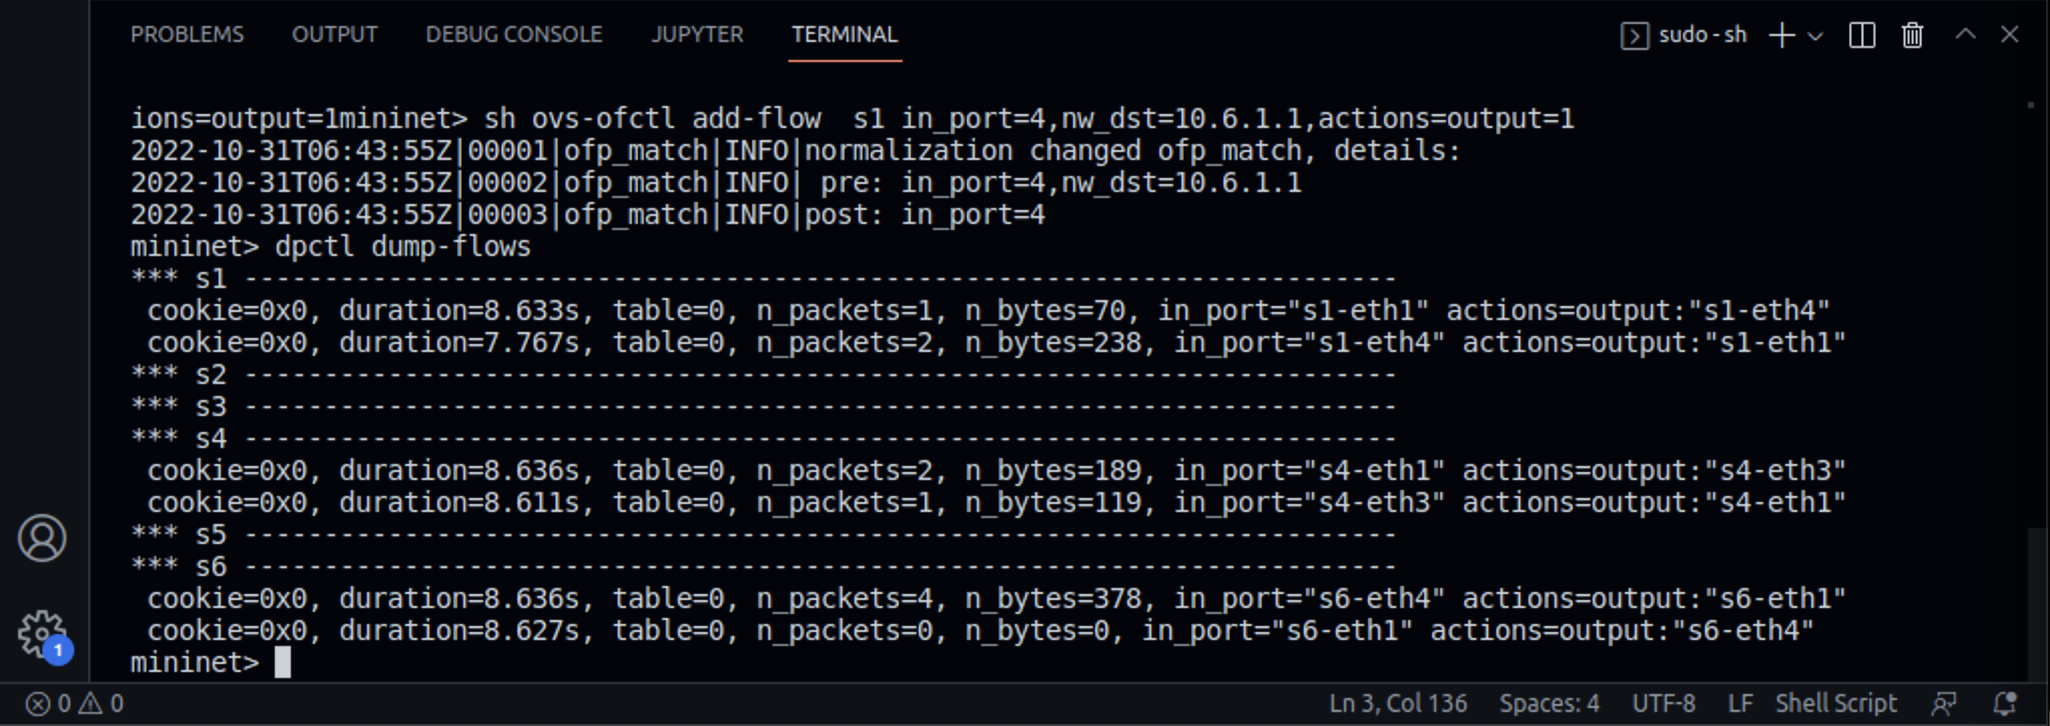 PROBLEMS OUTPUT DEBUG CONSOLE JUPYTER TERMINAL sudo - sh
ions=output=1mininet> sh ovs-ofctl add-flow  s1 in_port=4,nw_dst=10.6.1.1,actions=output=1
2022-10-31T06:43:55Z|00001|ofp_match|INFO|normalization changed ofp_match, details:
2022-10-31T06:43:55Z|00002|ofp_match|INFO| pre: in_port=4,nw_dst=10.6.1.1
2022-10-31T06:43:55Z|00003|ofp_match|INFO|post: in_port=4
mininet> dpctl dump-flows
*** s1 ------------------------------------------------------------------------
 cookie=0x0, duration=8.633s, table=0, n_packets=1, n_bytes=70, in_port="s1-eth1" actions=output:"s1-eth4"
 cookie=0x0, duration=7.767s, table=0, n_packets=2, n_bytes=238, in_port="s1-eth4" actions=output:"s1-eth1"
*** s2 ------------------------------------------------------------------------
*** s3 ------------------------------------------------------------------------
*** s4 ------------------------------------------------------------------------
 cookie=0x0, duration=8.636s, table=0, n_packets=2, n_bytes=189, in_port="s4-eth1" actions=output:"s4-eth3"
 cookie=0x0, duration=8.611s, table=0, n_packets=1, n_bytes=119, in_port="s4-eth3" actions=output:"s4-eth1"
*** s5 ------------------------------------------------------------------------
*** s6 ------------------------------------------------------------------------
 cookie=0x0, duration=8.636s, table=0, n_packets=4, n_bytes=378, in_port="s6-eth4" actions=output:"s6-eth1"
 cookie=0x0, duration=8.627s, table=0, n_packets=0, n_bytes=0, in_port="s6-eth1" actions=output:"s6-eth4"
1
mininet>
0 0 Ln 3, Col 136 Spaces: 4 UTF-8 LF Shell Script